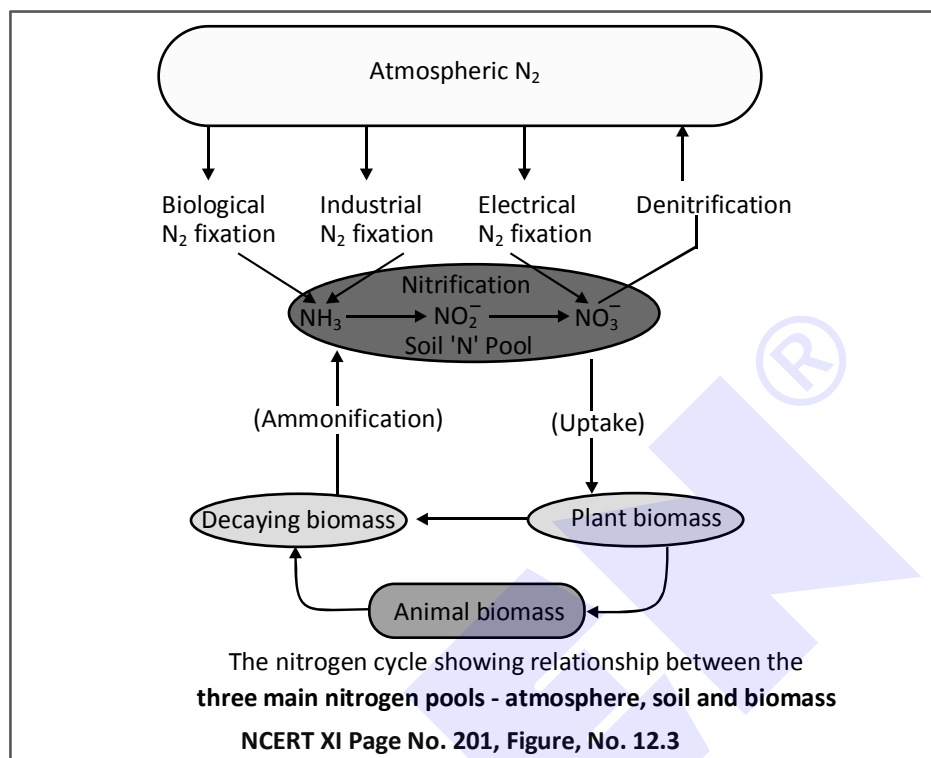 Atmospheric N₂
Biological
N₂ fixation
Industrial
N₂ fixation
Electrical
N₂ fixation
Denitrification
Nitrification
NH₃
NO₂⁻
NO₃⁻
Soil 'N' Pool
(Ammonification)
(Uptake)
Decaying biomass
Plant biomass
Animal biomass
The nitrogen cycle showing relationship between the
three main nitrogen pools - atmosphere, soil and biomass
NCERT XI Page No. 201, Figure, No. 12.3
®